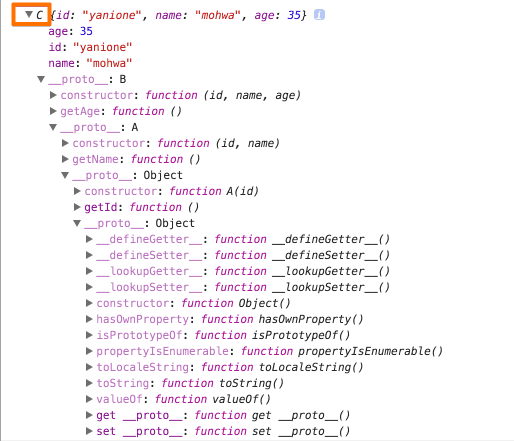 C {id: "yanione", name: "mohwa", age: 35} i
age: 35
id: "yanione"
name: "mohwa"
__proto__: B
constructor: function (id, name, age)
getAge: function ()
__proto__: A
constructor: function (id, name)
getName: function ()
__proto__: Object
constructor: function A(id)
getId: function ()
__proto__: Object
__defineGetter__: function __defineGetter__()
__defineSetter__: function __defineSetter__()
__lookupGetter__: function __lookupGetter__()
__lookupSetter__: function __lookupSetter__()
constructor: function Object()
hasOwnProperty: function hasOwnProperty()
isPrototypeOf: function isPrototypeOf()
propertyIsEnumerable: function propertyIsEnumerable()
toLocaleString: function toLocaleString()
toString: function toString()
valueOf: function valueOf()
get __proto__: function get __proto__()
set __proto__: function set __proto__()